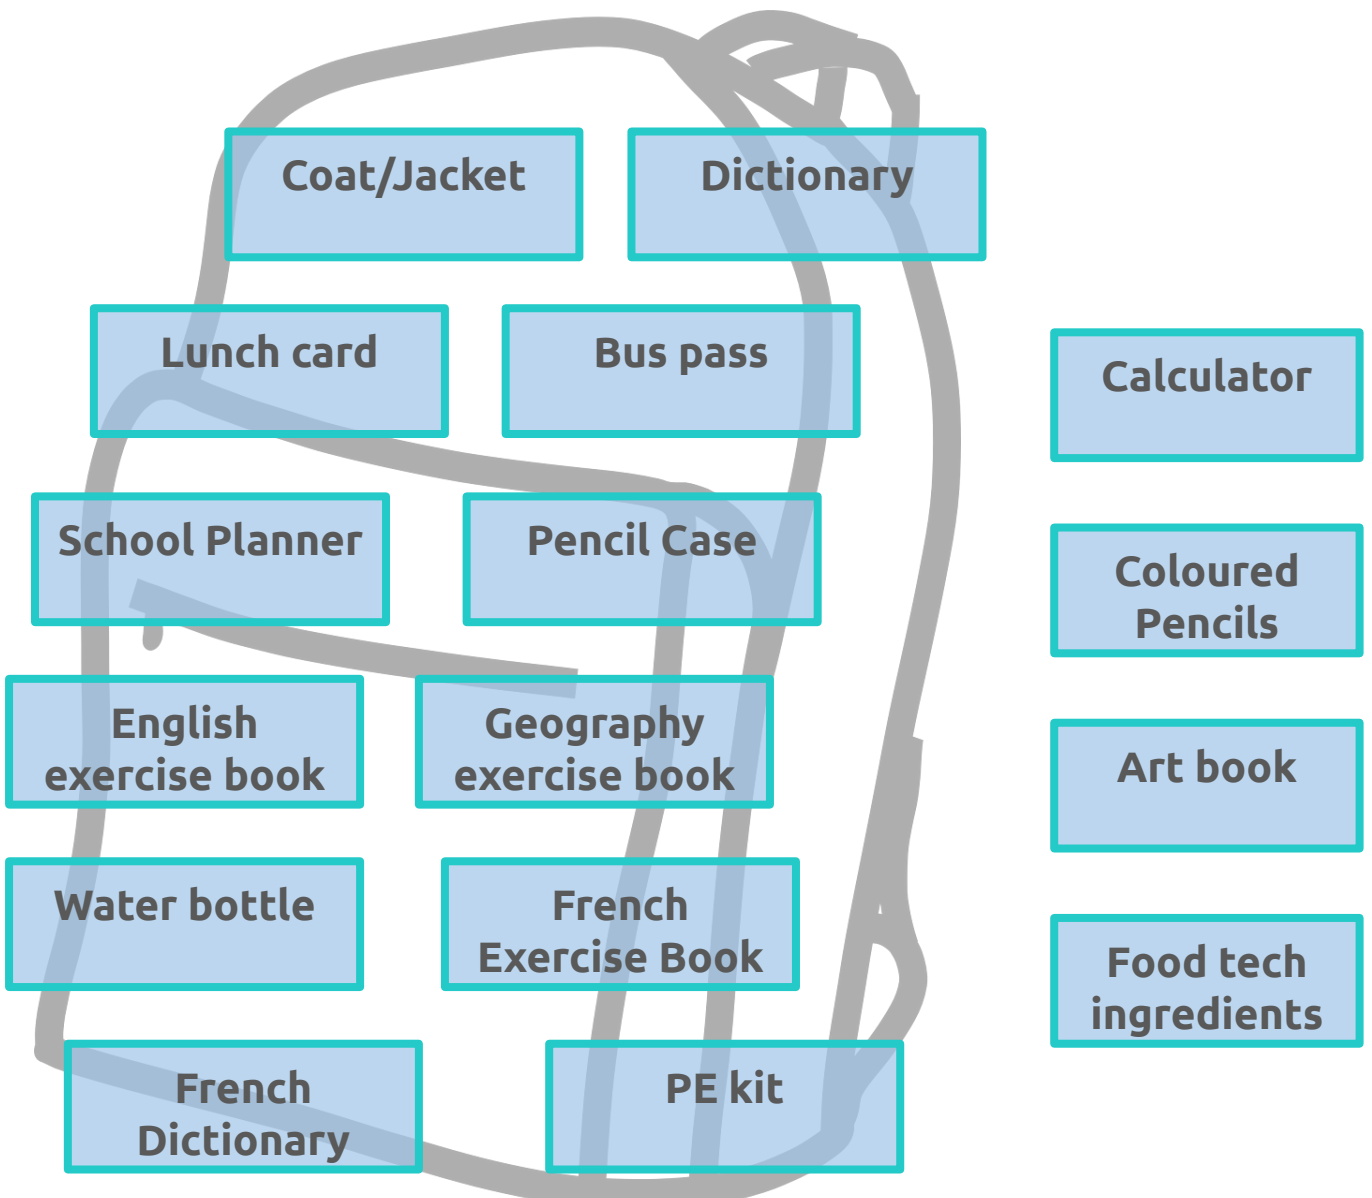 Coat/Jacket
Dictionary
Lunch card
Bus pass
School Planner
Pencil Case
English
exercise book
Geography
exercise book
Water bottle
French
Exercise Book
French
Dictionary
PE kit
Calculator
Coloured
Pencils
Art book
Food tech
ingredients